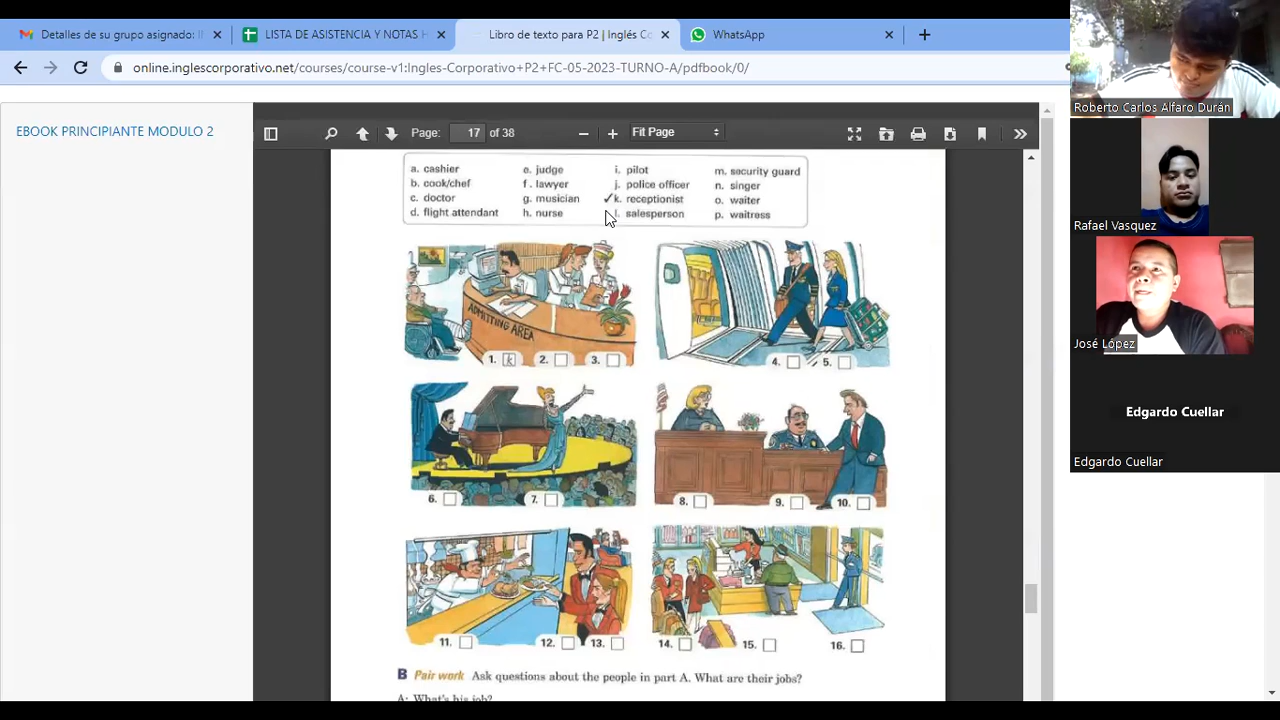 Detalles de su grupo asignado: I
LISTA DE ASISTENCIA Y NOTAS H
Libro de texto para P2 | Inglés Co
WhatsApp
online.inglescorporativo.net/courses/course-v1:Ingles-Corporativo+P2+FC-05-2023-TURNO-A/pdfbook/0/
EBOOK PRINCIPIANTE MODULO 2
Page: 17 of 38
Fit Page
a. cashier
b. cook/chef
c. doctor
d. flight attendant
e. judge
f. lawyer
g. musician
h. nurse
i. pilot
j. police officer
✓k. receptionist
l. salesperson
m. security guard
n. singer
o. waiter
p. waitress
ADMITTING AREA
1. k 2. 3.
4. 5.
6. 7.
8. 9. 10.
11. 12. 13.
14. 15. 16.
B Pair work Ask questions about the people in part A. What are their jobs?
A: What's his job?
Roberto Carlos Alfaro Durán
Rafael Vasquez
José López
Edgardo Cuellar
Edgardo Cuellar